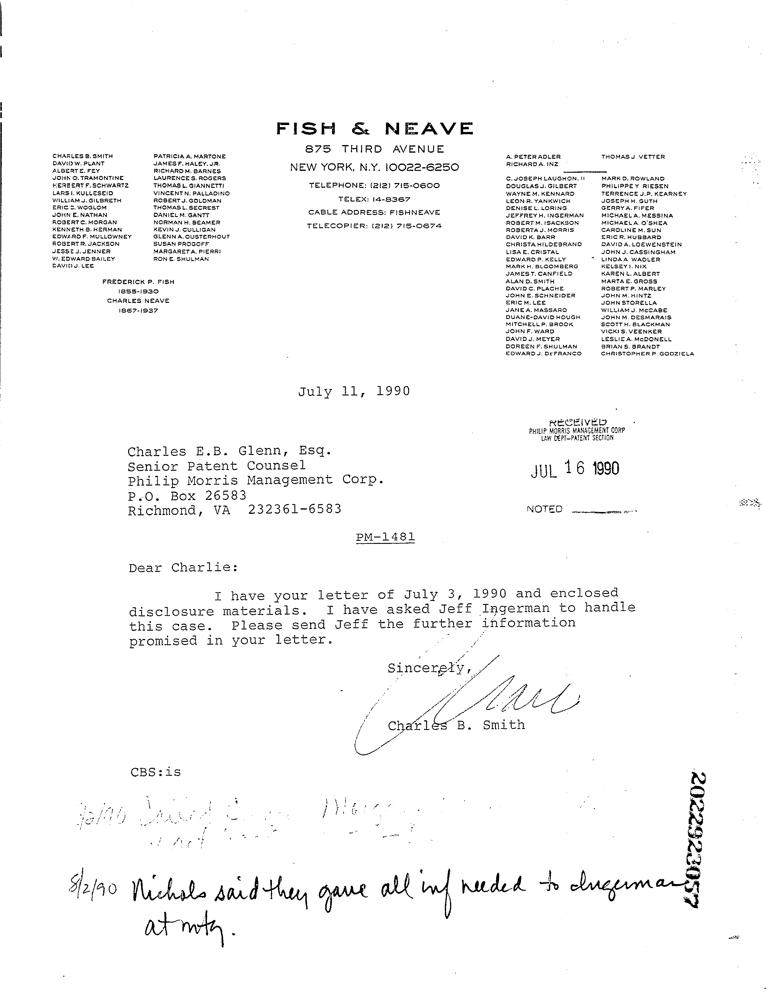 FISH & NEAVE
875 THIRD AVENUE
NEW YORK, N.Y. 10022-6250
TELEPHONE: (212) 715-0600
TELEX: 14-8367
CABLE ADDRESS: FISHNEAVE
TELECOPIER: (212) 715-0674
CHARLES B. SMITH
DAVID W. PLANT
ALBERT E. FEY
JOHN O. TRAMONTINE
HERBERT F. SCHWARTZ
LARS I. KULLESEID
WILLIAM J. GILBRETH
ERIC C. WOGLOM
JOHN E. NATHAN
ROBERT C. MORGAN
KENNETH B. HERMAN
EDWARD F. MULLOWNEY
ROBERT R. JACKSON
JESSE J. JENNER
W. EDWARD BAILEY
DAVID J. LEE
PATRICIA A. MARTONE
JAMES F. HALEY, JR.
RICHARD M. BARNES
LAURENCE S. ROGERS
THOMAS L. GIANNETTI
VINCENT N. PALLADINO
ROBERT J. GOLDMAN
THOMAS L. SECREST
DANIEL M. GANTT
NORMAN H. BEAMER
KEVIN J. CULLIGAN
GLENN A. OUSTERHOUT
SUSAN PROGOFF
MARGARET A. PIERRI
RON E. SHULMAN
FREDERICK P. FISH
1855-1930
CHARLES NEAVE
1867-1937
A. PETER ADLER
RICHARD A. INZ
THOMAS J. VETTER
C. JOSEPH LAUGHON, II
DOUGLAS J. GILBERT
WAYNE M. KENNARD
LEON R. YANKWICH
DENISE L. LORING
JEFFREY H. INGERMAN
ROBERT M. ISACKSON
ROBERTA J. MORRIS
DAVID K. BARR
CHRISTA HILDEBRAND
LISA E. CRISTAL
EDWARD P. KELLY
MARK H. BLOOMBERG
JAMES T. CANFIELD
ALAN D. SMITH
DAVID C. PLACHE
JOHN E. SCHNEIDER
ERIC M. LEE
JANE A. MASSARO
DUANE-DAVID HOUGH
MITCHELL P. BROOK
JOHN F. WARD
DAVID J. MEYER
DOREEN F. SHULMAN
EDWARD J. DeFRANCO
MARK D. ROWLAND
PHILIPPE Y. RIESEN
TERRENCE J.P. KEARNEY
JOSEPH M. GUTH
GERRY A. FIFER
MICHAEL A. MESSINA
MICHAEL A. O'SHEA
CAROLINE M. SUN
ERIC R. HUBBARD
DAVID A. LOEWENSTEIN
JOHN J. CASSINGHAM
LINDA A. WADLER
KELSEY I. NIX
KAREN L. ALBERT
MARTA E. GROSS
ROBERT P. MARLEY
JOHN M. HINTZ
JOHN STORELLA
WILLIAM J. McCABE
JOHN M. DESMARAIS
SCOTT H. BLACKMAN
VICKI S. VEENKER
LESLIE A. McDONELL
BRIAN S. BRANDT
CHRISTOPHER P. GODZIELA
July 11, 1990
RECEIVED
PHILIP MORRIS MANAGEMENT CORP
LAW DEPT-PATENT SECTION
JUL 16 1990
NOTED
Charles E.B. Glenn, Esq.
Senior Patent Counsel
Philip Morris Management Corp.
P.O. Box 26583
Richmond, VA 232361-6583
PM-1481
Dear Charlie:
I have your letter of July 3, 1990 and enclosed
disclosure materials. I have asked Jeff Ingerman to handle
this case. Please send Jeff the further information
promised in your letter.
Sincerely,
Charles B. Smith
CBS:is
8/2/90 Nichols said they gave all inf needed to Ingerman
at mtg.
2022923057